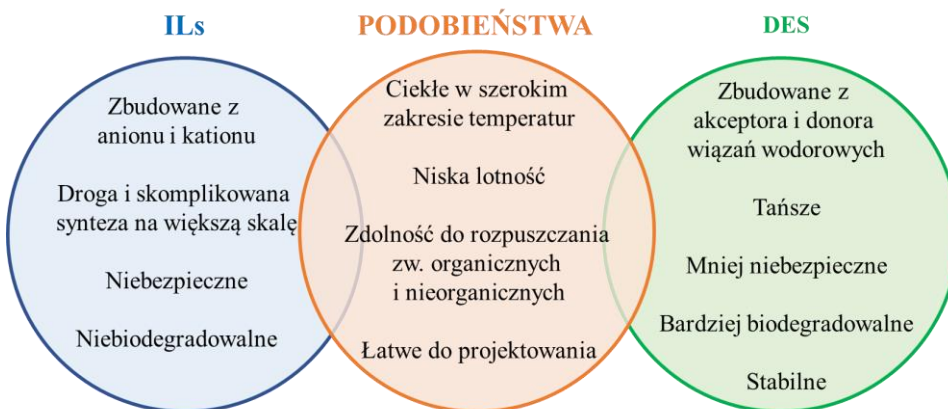 ILs
Zbudowane z
anionu i kationu
Droga i skomplikowana
synteza na większą skalę
Niebezpieczne
Niebiodegradowalne
PODOBIEŃSTWA
Ciekłe w szerokim
zakresie temperatur
Niska lotność
Zdolność do rozpuszczania
zw. organicznych
i nieorganicznych
Łatwe do projektowania
DES
Zbudowane z
akceptora i donora
wiązań wodorowych
Tańsze
Mniej niebezpieczne
Bardziej biodegradowalne
Stabilne